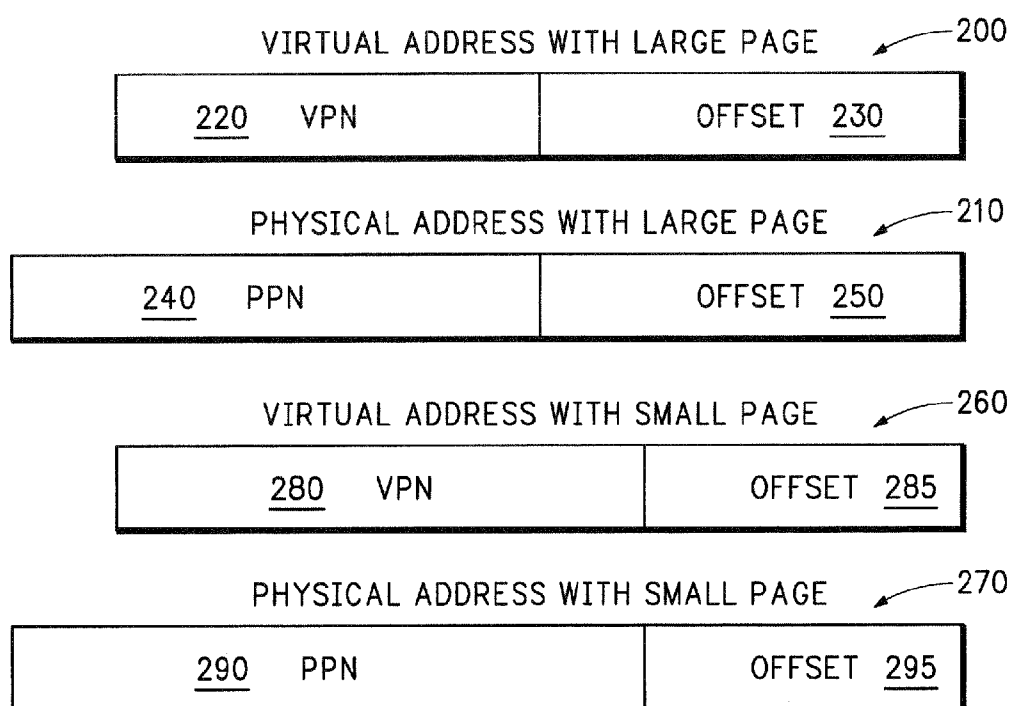 VIRTUAL ADDRESS WITH LARGE PAGE 200
220 VPN OFFSET 230
PHYSICAL ADDRESS WITH LARGE PAGE 210
240 PPN OFFSET 250
VIRTUAL ADDRESS WITH SMALL PAGE 260
280 VPN OFFSET 285
PHYSICAL ADDRESS WITH SMALL PAGE 270
290 PPN OFFSET 295